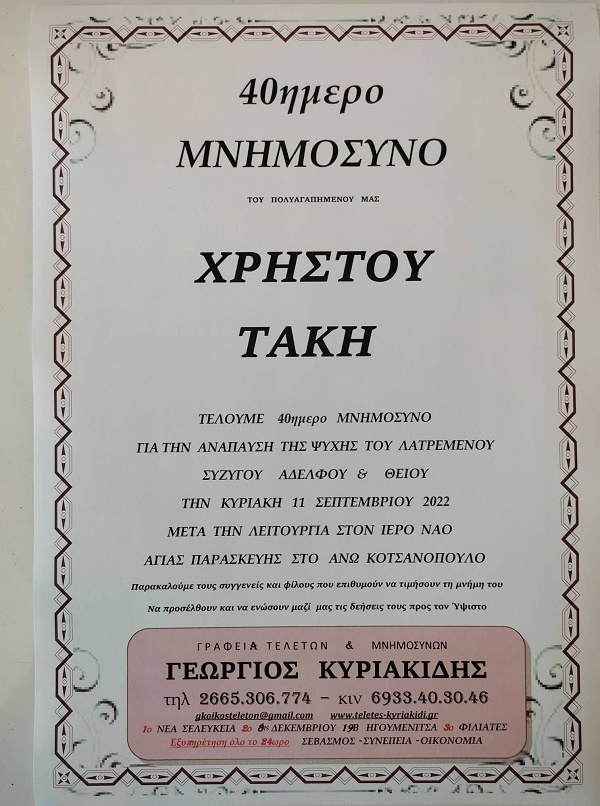 40ημερο
ΜΝΗΜΟΣΥΝΟ
ΤΟΥ ΠΟΛΥΑΓΑΠΗΜΕΝΟΥ ΜΑΣ
ΧΡΗΣΤΟΥ
ΤΑΚΗ
ΤΕΛΟΥΜΕ 40ημερο ΜΝΗΜΟΣΥΝΟ
ΓΙΑ ΤΗΝ ΑΝΑΠΑΥΣΗ ΤΗΣ ΨΥΧΗΣ ΤΟΥ ΛΑΤΡΕΜΕΝΟΥ
ΣΥΖΥΓΟΥ ΑΔΕΛΦΟΥ & ΘΕΙΟΥ
ΤΗΝ ΚΥΡΙΑΚΗ 11 ΣΕΠΤΕΜΒΡΙΟΥ 2022
ΜΕΤΑ ΤΗΝ ΛΕΙΤΟΥΡΓΙΑ ΣΤΟΝ ΙΕΡΟ ΝΑΟ
ΑΓΙΑΣ ΠΑΡΑΣΚΕΥΗΣ ΣΤΟ ΑΝΩ ΚΟΤΣΑΝΟΠΟΥΛΟ
Παρακαλούμε τους συγγενείς και φίλους που επιθυμούν να τιμήσουν τη μνήμη του
Να προσέλθουν και να ενώσουν μαζί μας τις δεήσεις τους προς τον Ύψιστο
ΓΡΑΦΕΙΑ ΤΕΛΕΤΩΝ & ΜΝΗΜΟΣΥΝΩΝ
ΓΕΩΡΓΙΟΣ ΚΥΡΙΑΚΙΔΗΣ
τηλ 2665.306.774 – κιν 6933.40.30.46
gkoikosteleton@gmail.com www.teletes-kyriakidi.gr
1ο ΝΕΑ ΣΕΛΕΥΚΕΙΑ 2ο ΔΕΚΕΜΒΡΙΟΥ 19Β ΗΓΟΥΜΕΝΙΤΣΑ 3ο ΦΙΛΙΑΤΕΣ
Εξυπηρέτηση όλο το 24ωρο ΣΕΒΑΣΜΟΣ -ΣΥΝΕΠΕΙΑ -ΟΙΚΟΝΟΜΙΑ